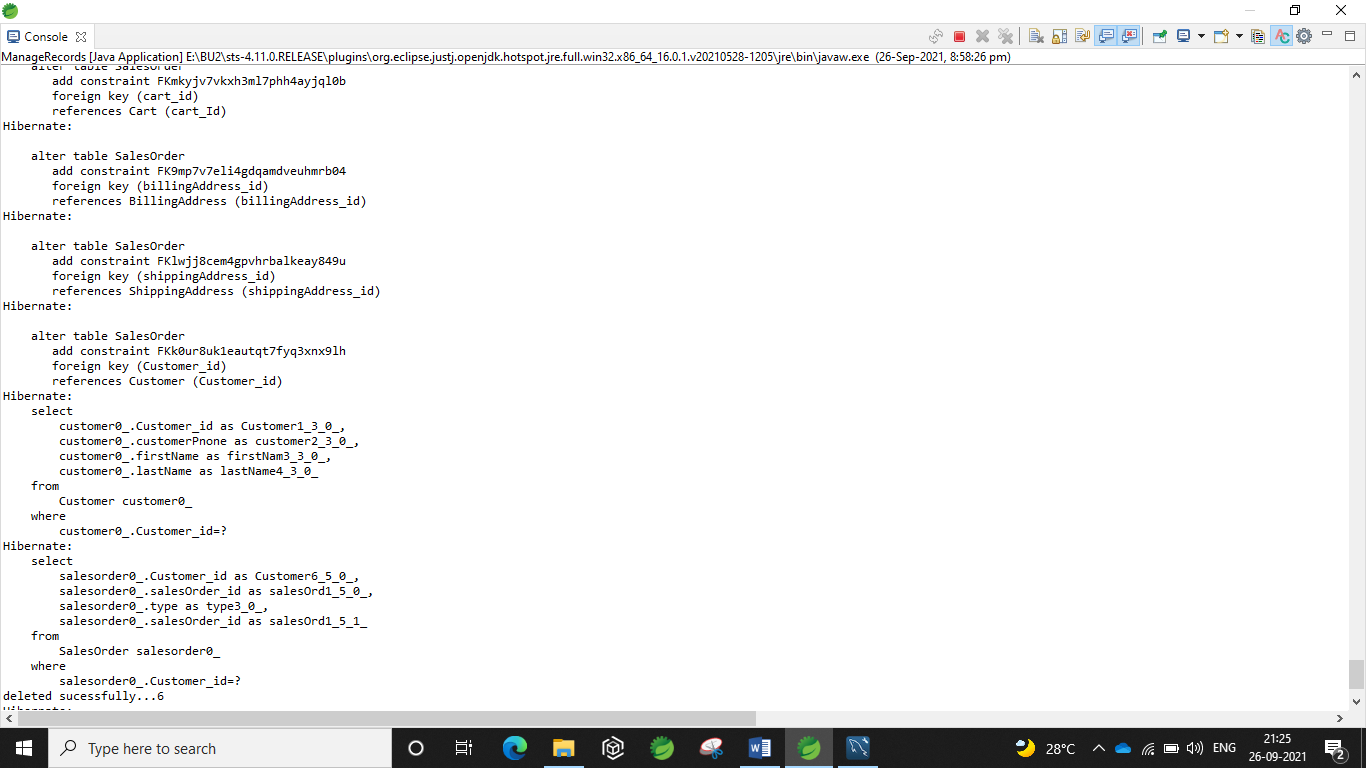 Console
ManageRecords [Java Application] E:\BU2\sts-4.11.0.RELEASE\plugins\org.eclipse.justj.openjdk.hotspot.jre.full.win32.x86_64_16.0.1.v20210528-1205\jre\bin\javaw.exe (26-Sep-2021, 8:58:26 pm)
alter table SalesOrder
add constraint FKmkyjv7vkxh3ml7phh4ayjql0b
foreign key (cart_id)
references Cart (cart_Id)
Hibernate:
alter table SalesOrder
add constraint FK9mp7v7eli4gdqamdveuhmrb04
foreign key (billingAddress_id)
references BillingAddress (billingAddress_id)
Hibernate:
alter table SalesOrder
add constraint FKlwjj8cem4gpvhrbalkeay849u
foreign key (shippingAddress_id)
references ShippingAddress (shippingAddress_id)
Hibernate:
alter table SalesOrder
add constraint FKk0ur8uk1eautqt7fyq3xnx9lh
foreign key (Customer_id)
references Customer (Customer_id)
Hibernate:
select
customer0_.Customer_id as Customer1_3_0_,
customer0_.customerPnone as customer2_3_0_,
customer0_.firstName as firstNam3_3_0_,
customer0_.lastName as lastName4_3_0_
from
Customer customer0_
where
customer0_.Customer_id=?
Hibernate:
select
salesorder0_.Customer_id as Customer6_5_0_,
salesorder0_.salesOrder_id as salesOrd1_5_0_,
salesorder0_.type as type3_0_,
salesorder0_.salesOrder_id as salesOrd1_5_1_
from
SalesOrder salesorder0_
where
salesorder0_.Customer_id=?
deleted sucessfully...6
Hibernate:
Type here to search
28°C
ENG
21:25
26-09-2021
2